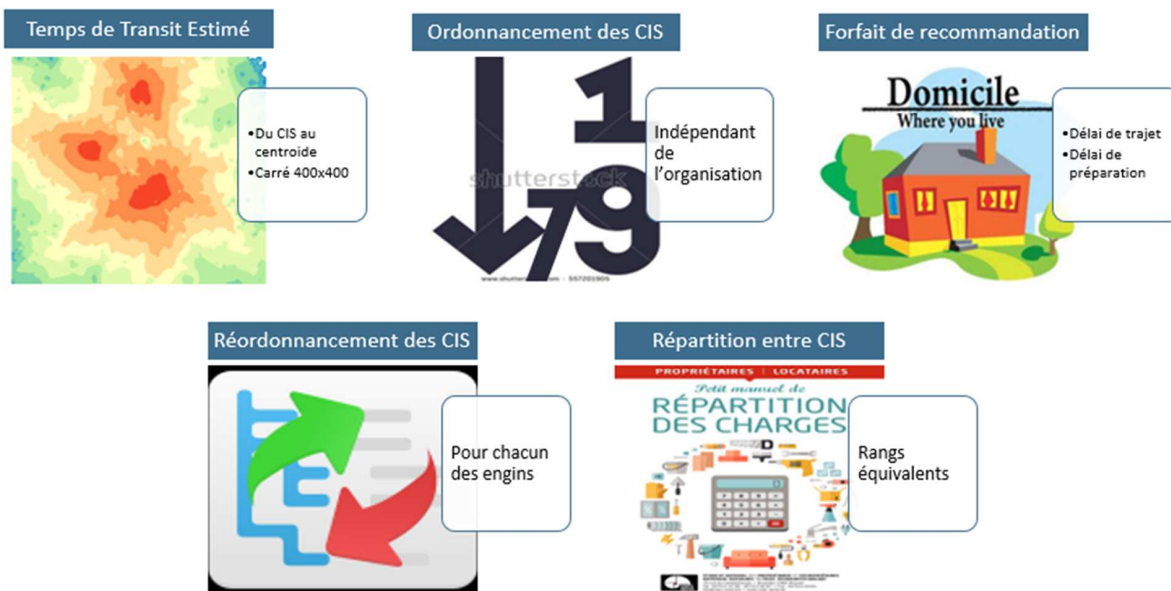 Temps de Transit Estimé
•Du CIS au
centroide
•Carré 400x400
Ordonnancement des CIS
Indépendant
de
l'organisation
shutterstock
Forfait de recommandation
Domicile
Where you live
•Délai de trajet
•Délai de
préparation
Réordonnancement des CIS
Pour chacun
des engins
Répartition entre CIS
PROPRIÉTAIRES | LOCATAIRES
Petit manuel de
RÉPARTITION
DES CHARGES
Rangs
équivalents